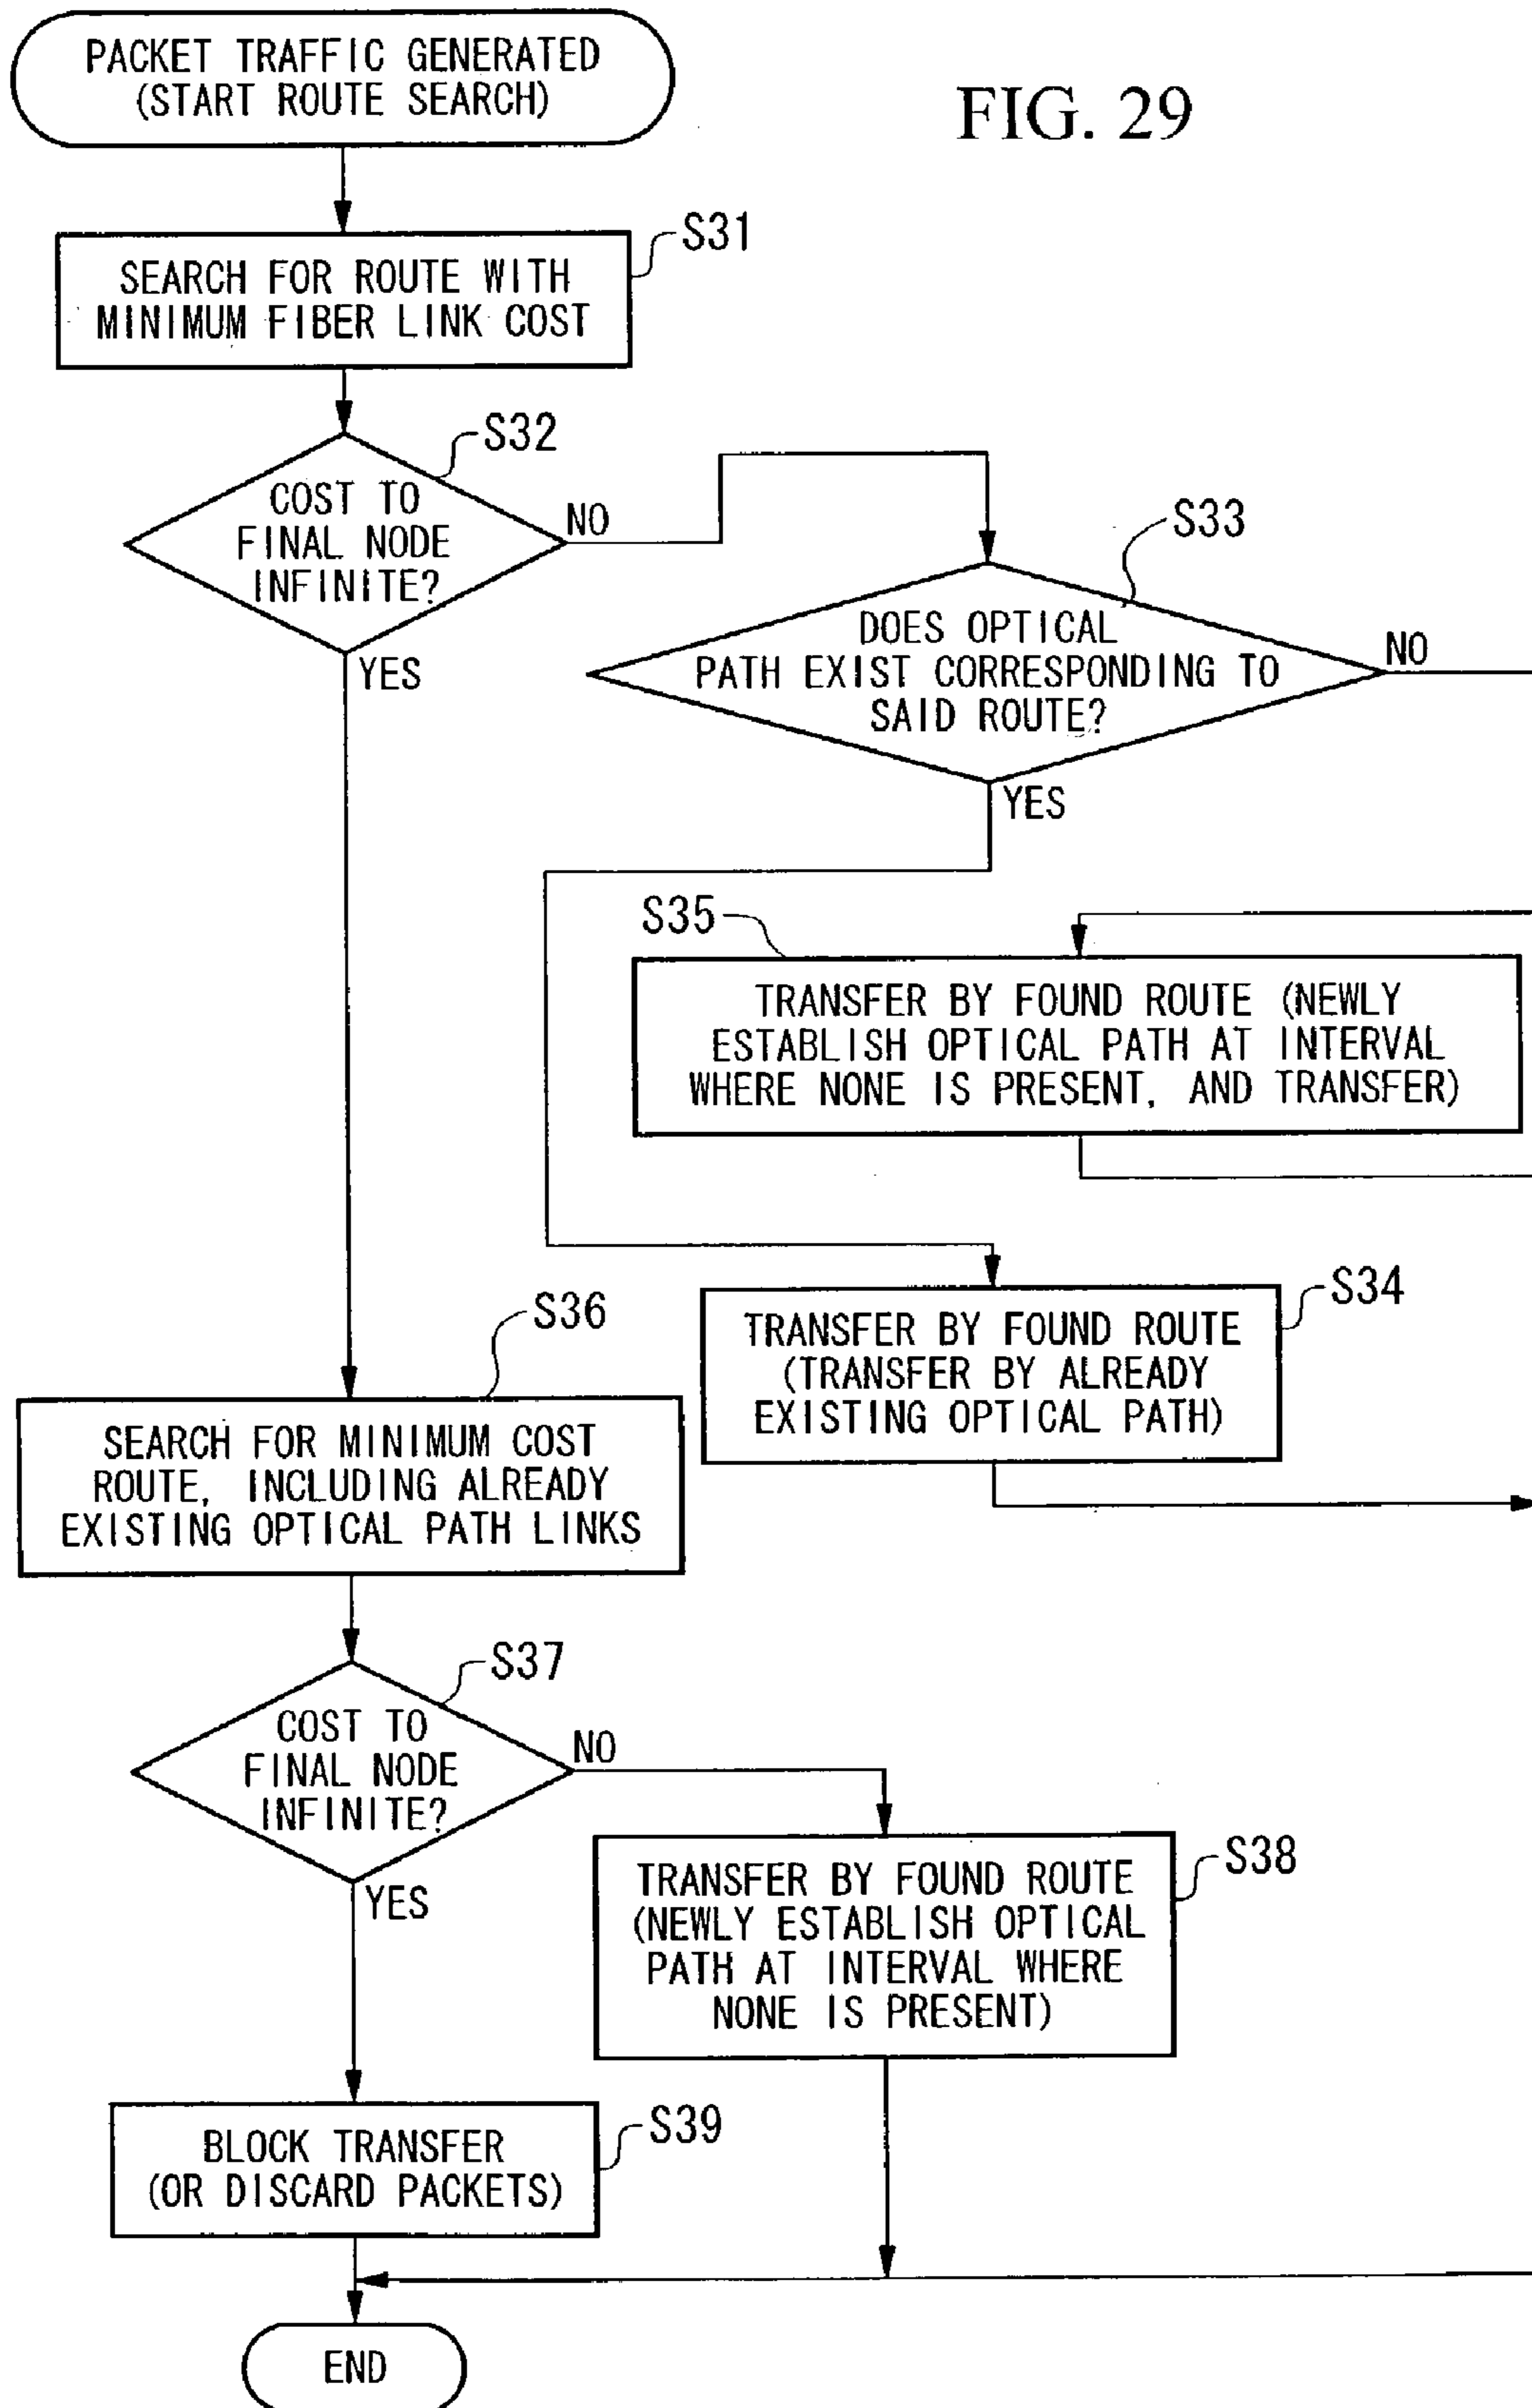 PACKET TRAFFIC GENERATED
(START ROUTE SEARCH)
FIG. 29
S31
SEARCH FOR ROUTE WITH
MINIMUM FIBER LINK COST
S32
COST TO
FINAL NODE
INFINITE?
NO
YES
S33
DOES OPTICAL
PATH EXIST CORRESPONDING TO
SAID ROUTE?
NO
YES
S35
TRANSFER BY FOUND ROUTE (NEWLY
ESTABLISH OPTICAL PATH AT INTERVAL
WHERE NONE IS PRESENT, AND TRANSFER)
S34
TRANSFER BY FOUND ROUTE
(TRANSFER BY ALREADY
EXISTING OPTICAL PATH)
S36
SEARCH FOR MINIMUM COST
ROUTE, INCLUDING ALREADY
EXISTING OPTICAL PATH LINKS
S37
COST TO
FINAL NODE
INFINITE?
NO
YES
S38
TRANSFER BY FOUND ROUTE
(NEWLY ESTABLISH OPTICAL
PATH AT INTERVAL WHERE
NONE IS PRESENT)
S39
BLOCK TRANSFER
(OR DISCARD PACKETS)
END